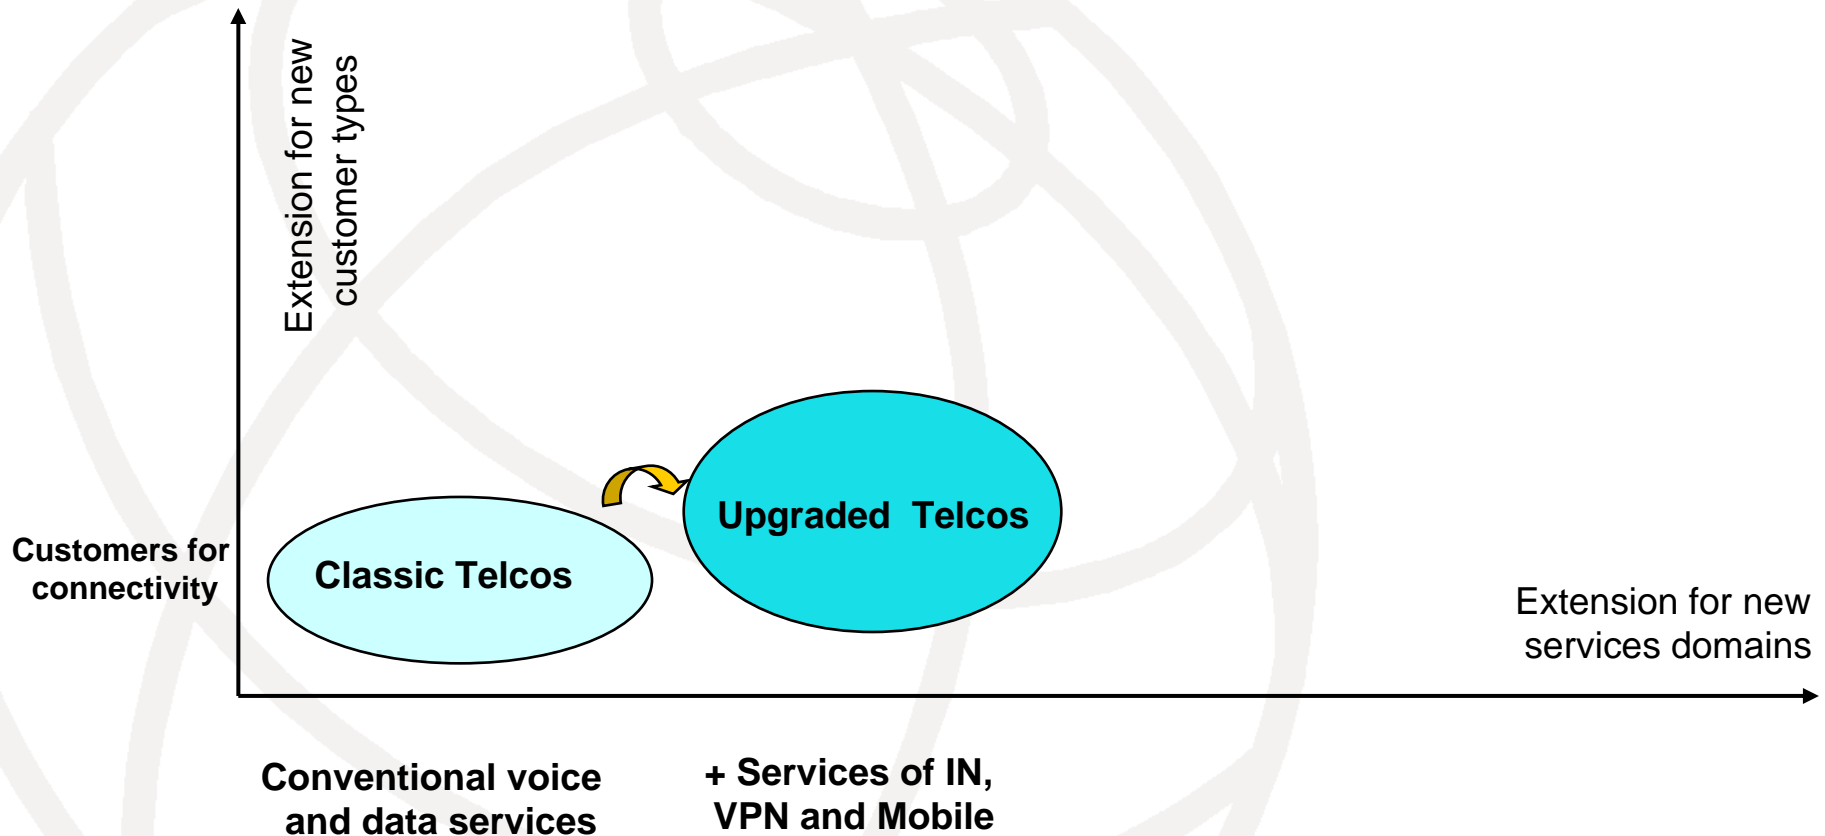 Extension for new
customer types
Upgraded Telcos
Customers for
connectivity
Classic Telcos
Extension for new
services domains
Conventional voice
and data services
+ Services of IN,
VPN and Mobile